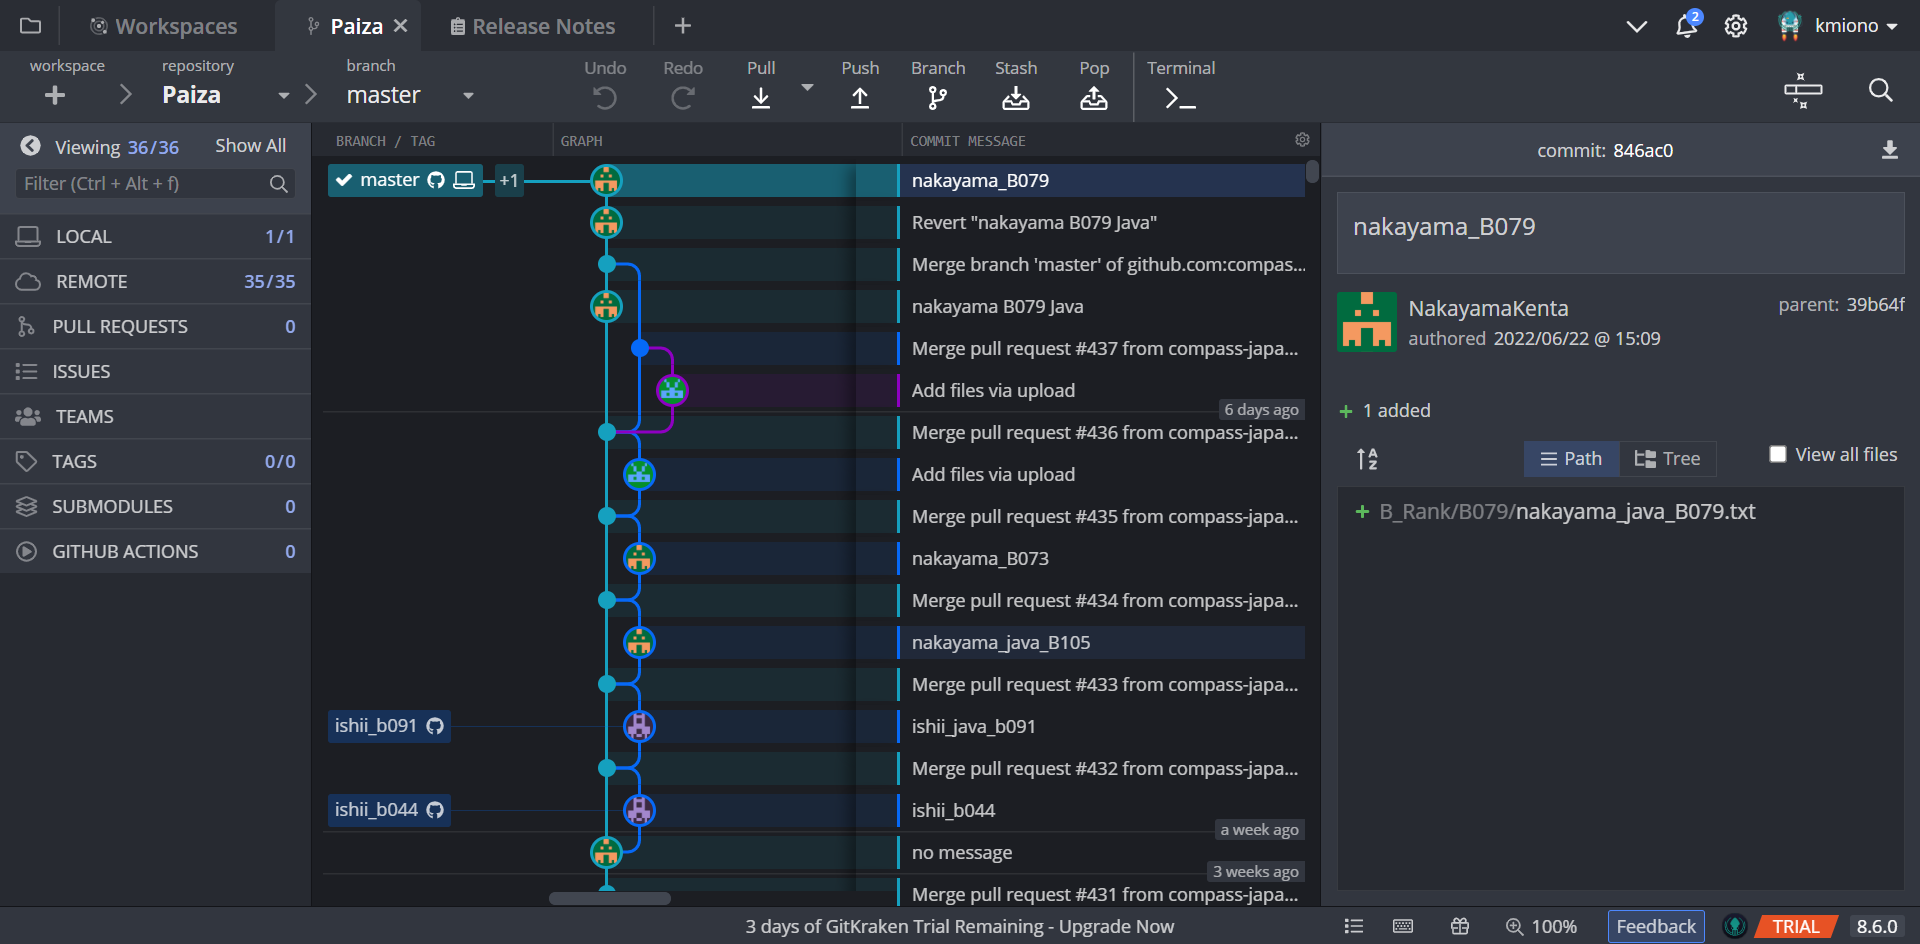 Workspaces
Paiza
Release Notes
2
kmiono
workspace
repository
Paiza
branch
master
Undo
Redo
Pull
Push
Branch
Stash
Pop
Terminal
Viewing 36/36 Show All
Filter (Ctrl + Alt + f)
LOCAL 1/1
REMOTE 35/35
PULL REQUESTS 0
ISSUES
TEAMS
TAGS 0/0
SUBMODULES 0
GITHUB ACTIONS 0
BRANCH / TAG
GRAPH
COMMIT MESSAGE
master +1 nakayama_B079
Revert "nakayama B079 Java"
Merge branch 'master' of github.com:compas...
nakayama B079 Java
Merge pull request #437 from compass-japa...
Add files via upload
6 days ago
Merge pull request #436 from compass-japa...
Add files via upload
Merge pull request #435 from compass-japa...
nakayama_B073
Merge pull request #434 from compass-japa...
nakayama_java_B105
Merge pull request #433 from compass-japa...
ishii_b091 ishii_java_b091
Merge pull request #432 from compass-japa...
ishii_b044 ishii_b044
a week ago
no message
3 weeks ago
Merge pull request #431 from compass-japa...
commit: 846ac0
nakayama_B079
NakayamaKenta
authored 2022/06/22 @ 15:09
parent: 39b64f
+ 1 added
A
Z
Path
Tree
View all files
+ B_Rank/B079/nakayama_java_B079.txt
3 days of GitKraken Trial Remaining - Upgrade Now
100%
Feedback
TRIAL
8.6.0